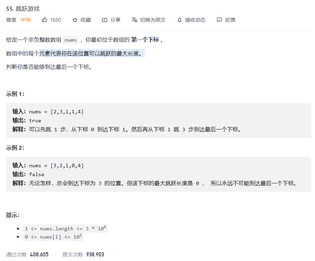 55. 跳跃游戏
难度 中等 1650 收藏 分享 切换为英文 接收动态 反馈
给定一个非负整数数组 nums ，你最初位于数组的 第一个下标 。
数组中的每个元素代表你在该位置可以跳跃的最大长度。
判断你是否能够到达最后一个下标。
示例 1：
输入：nums = [2,3,1,1,4]
输出：true
解释：可以先跳 1 步，从下标 0 到达下标 1, 然后再从下标 1 跳 3 步到达最后一个下标。
示例 2：
输入：nums = [3,2,1,0,4]
输出：false
解释：无论怎样，总会到达下标为 3 的位置。但该下标的最大跳跃长度是 0 ， 所以永远不可能到达最后一个下标。
提示：
1 <= nums.length <= 3 * 10⁴
0 <= nums[i] <= 10⁵
通过次数 408,605 提交次数 938,903